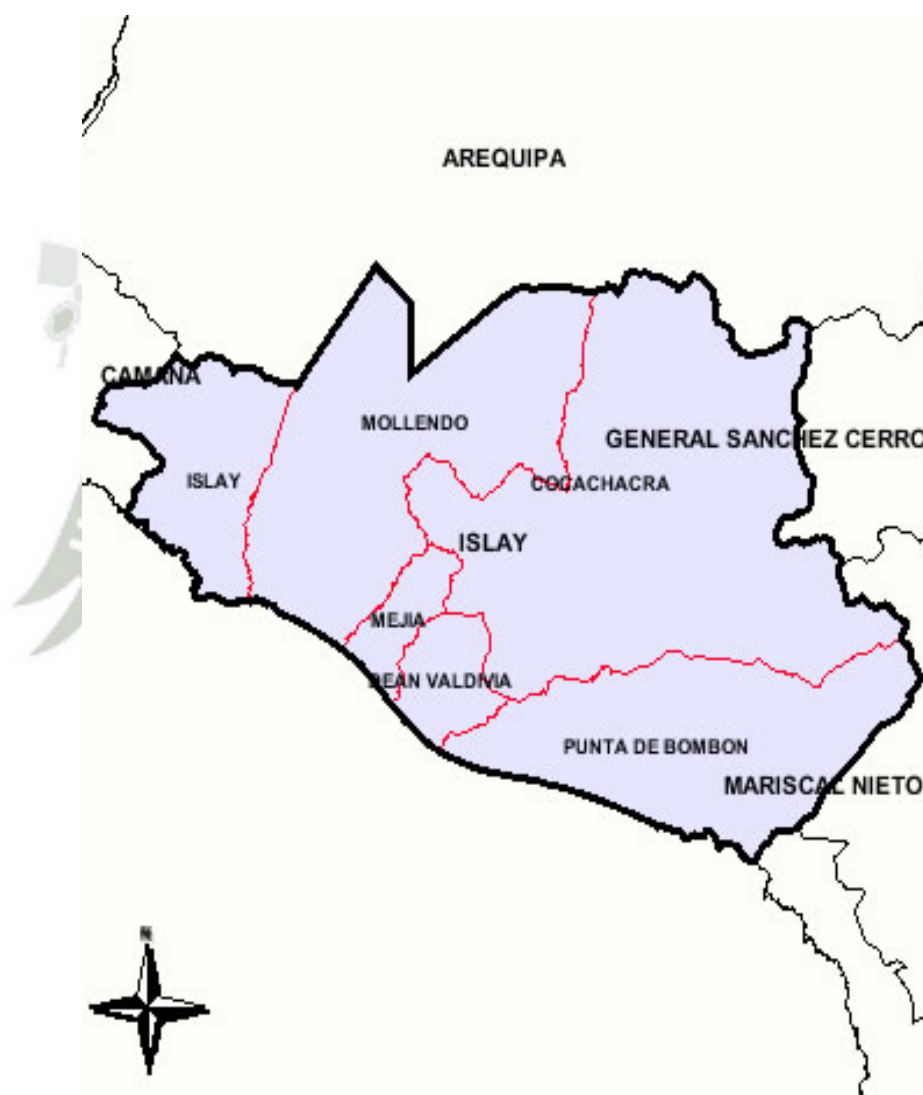 AREQUIPA
CAMANA
MOLLENDO
GENERAL SANCHEZ CERRO
ISLAY
COCACHACRA
ISLAY
MEJIA
DEAN VALDIVIA
PUNTA DE BOMBON
MARISCAL NIETO
N